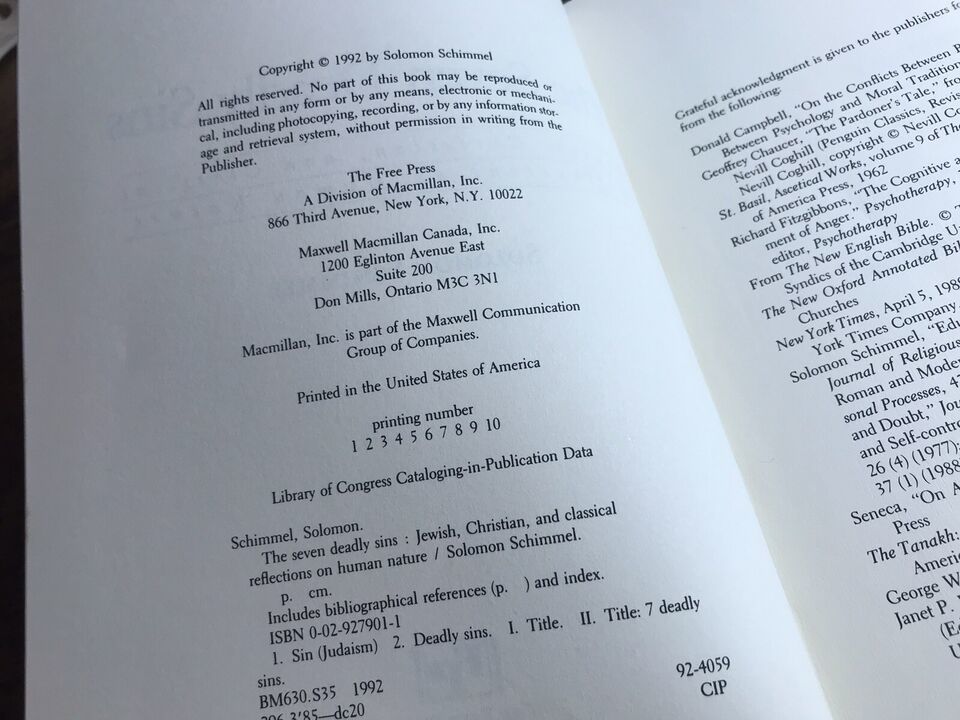 Copyright © 1992 by Solomon Schimmel
All rights reserved. No part of this book may be reproduced or
transmitted in any form or by any means, electronic or mechani-
cal, including photocopying, recording, or by any information stor-
age and retrieval system, without permission in writing from the
Publisher.
The Free Press
A Division of Macmillan, Inc.
866 Third Avenue, New York, N.Y. 10022
Maxwell Macmillan Canada, Inc.
1200 Eglinton Avenue East
Suite 200
Don Mills, Ontario M3C 3N1
Macmillan, Inc. is part of the Maxwell Communication
Group of Companies.
Printed in the United States of America
printing number
1 2 3 4 5 6 7 8 9 10
Library of Congress Cataloging-in-Publication Data
Schimmel, Solomon.
The seven deadly sins : Jewish, Christian, and classical
reflections on human nature / Solomon Schimmel.
p. cm.
Includes bibliographical references (p. ) and index.
ISBN 0-02-927901-1
1. Sin (Judaism) 2. Deadly sins. I. Title. II. Title: 7 deadly
sins.
BM630.S35 1992
296.3'85—dc20
92-4059
CIP
Grateful acknowledgment is given to the publishers
from the following:
Donald Campbell, "On the Conflicts Between
Between Psychology and Moral Tradition
Geoffrey Chaucer, "The Pardoner's Tale," from
Nevill Coghill (Penguin Classics,
Nevill Coghill, copyright © Nevill
St. Basil, Ascetical Works, volume 9 of The
of America Press, 1962
Richard Fitzgibbons, "The Cognitive
ment of Anger." Psychotherapy,
editor, Psychotherapy
From The New English Bible. ©
Syndics of the Cambridge
The New Oxford Annotated
Churches
New York Times, April 5,
York Times Company
Solomon Schimmel,
Journal of Religious
Roman and
sonal Processes,
and Doubt,"
and
26 (4) (1977)
37 (1) (1988
Seneca, "On
Press
The Tanakh:
George W
Janet P.